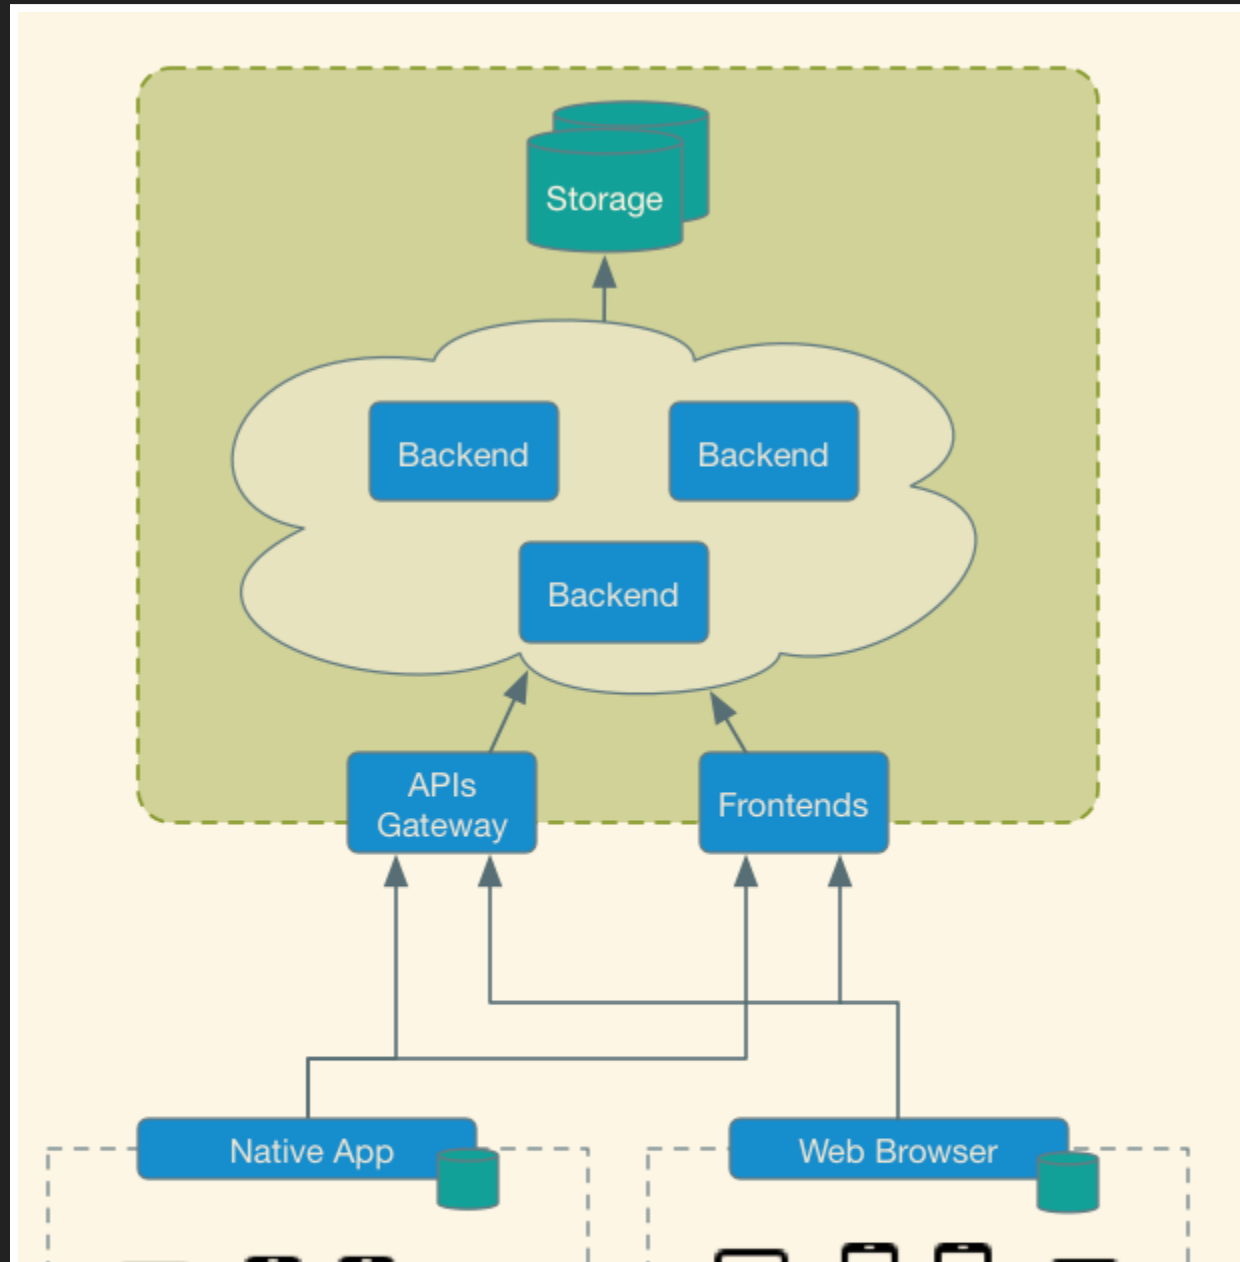 Storage
Backend
Backend
Backend
APIs
Gateway
Frontends
Native App
Web Browser